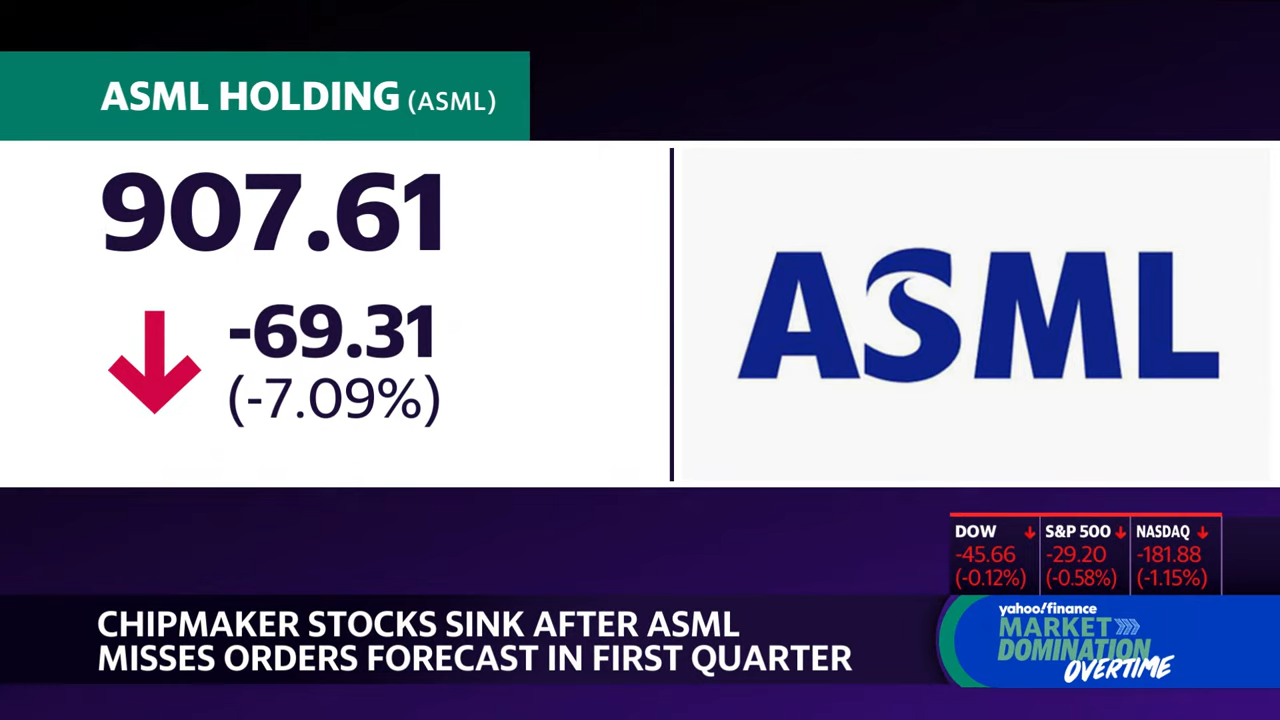 ASML HOLDING (ASML)
907.61
-69.31
(-7.09%)
ASML
DOW
-45.66
(-0.12%)
S&P 500
-29.20
(-0.58%)
NASDAQ
-181.88
(-1.15%)
CHIPMAKER STOCKS SINK AFTER ASML
MISSES ORDERS FORECAST IN FIRST QUARTER
yahoo!finance
MARKET
DOMINATION
OVERTIME